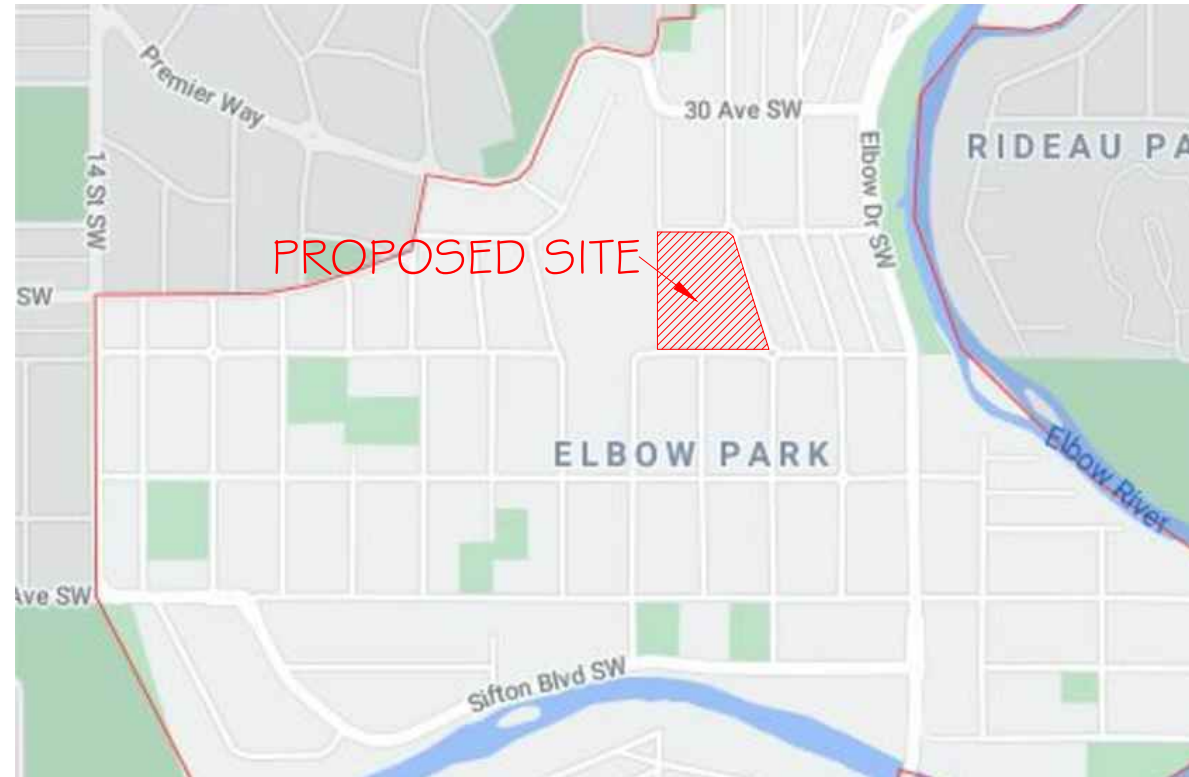 Premier Way
30 Ave SW
RIDEAU PA
14 St SW
Elbow Dr SW
PROPOSED SITE
SW
ELBOW PARK
Elbow River
Ave SW
Sifton Blvd SW